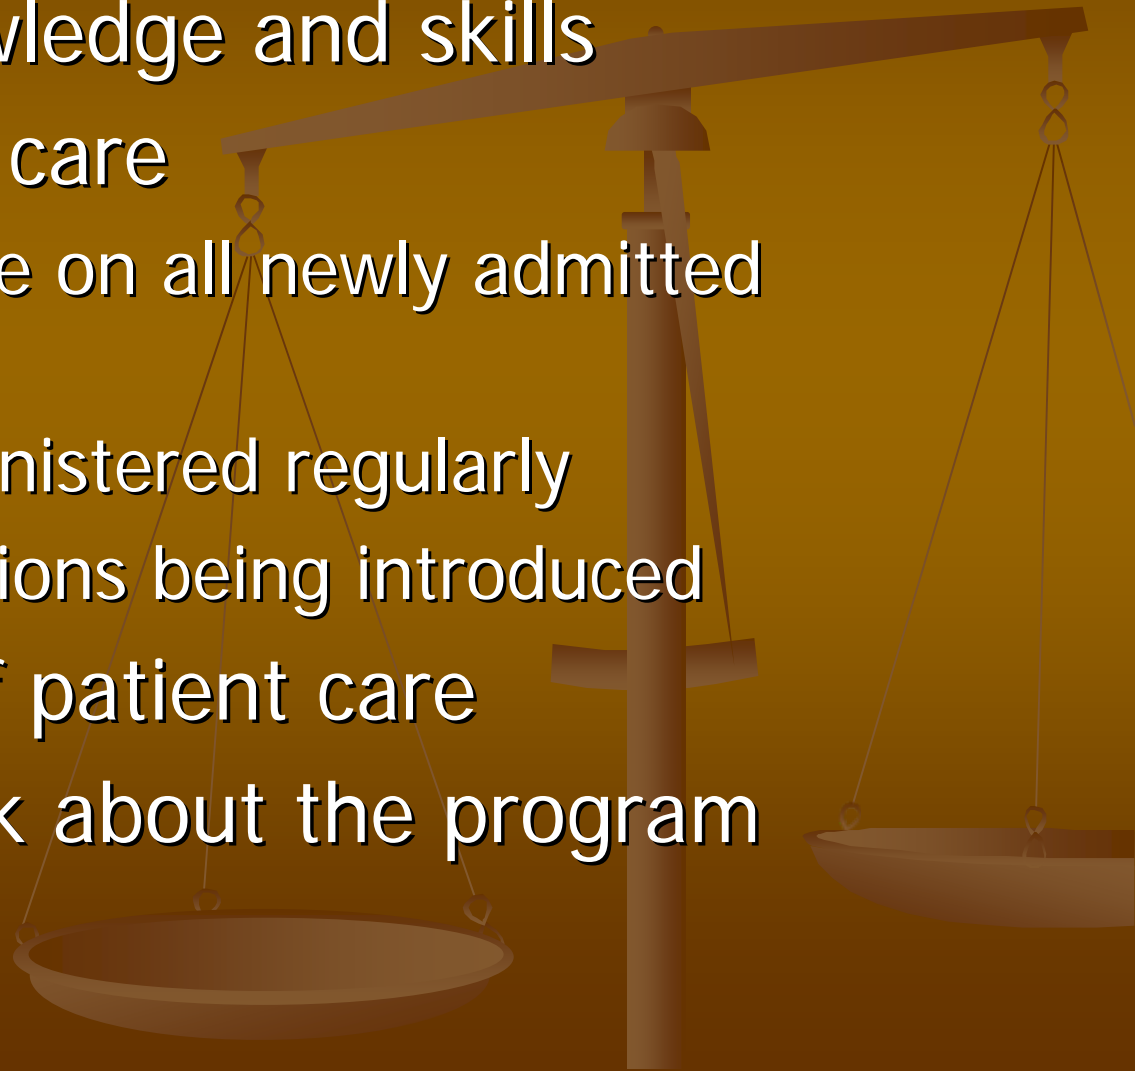 wledge and skills
care
e on all newly admitted
nistered regularly
ions being introduced
patient care
k about the program